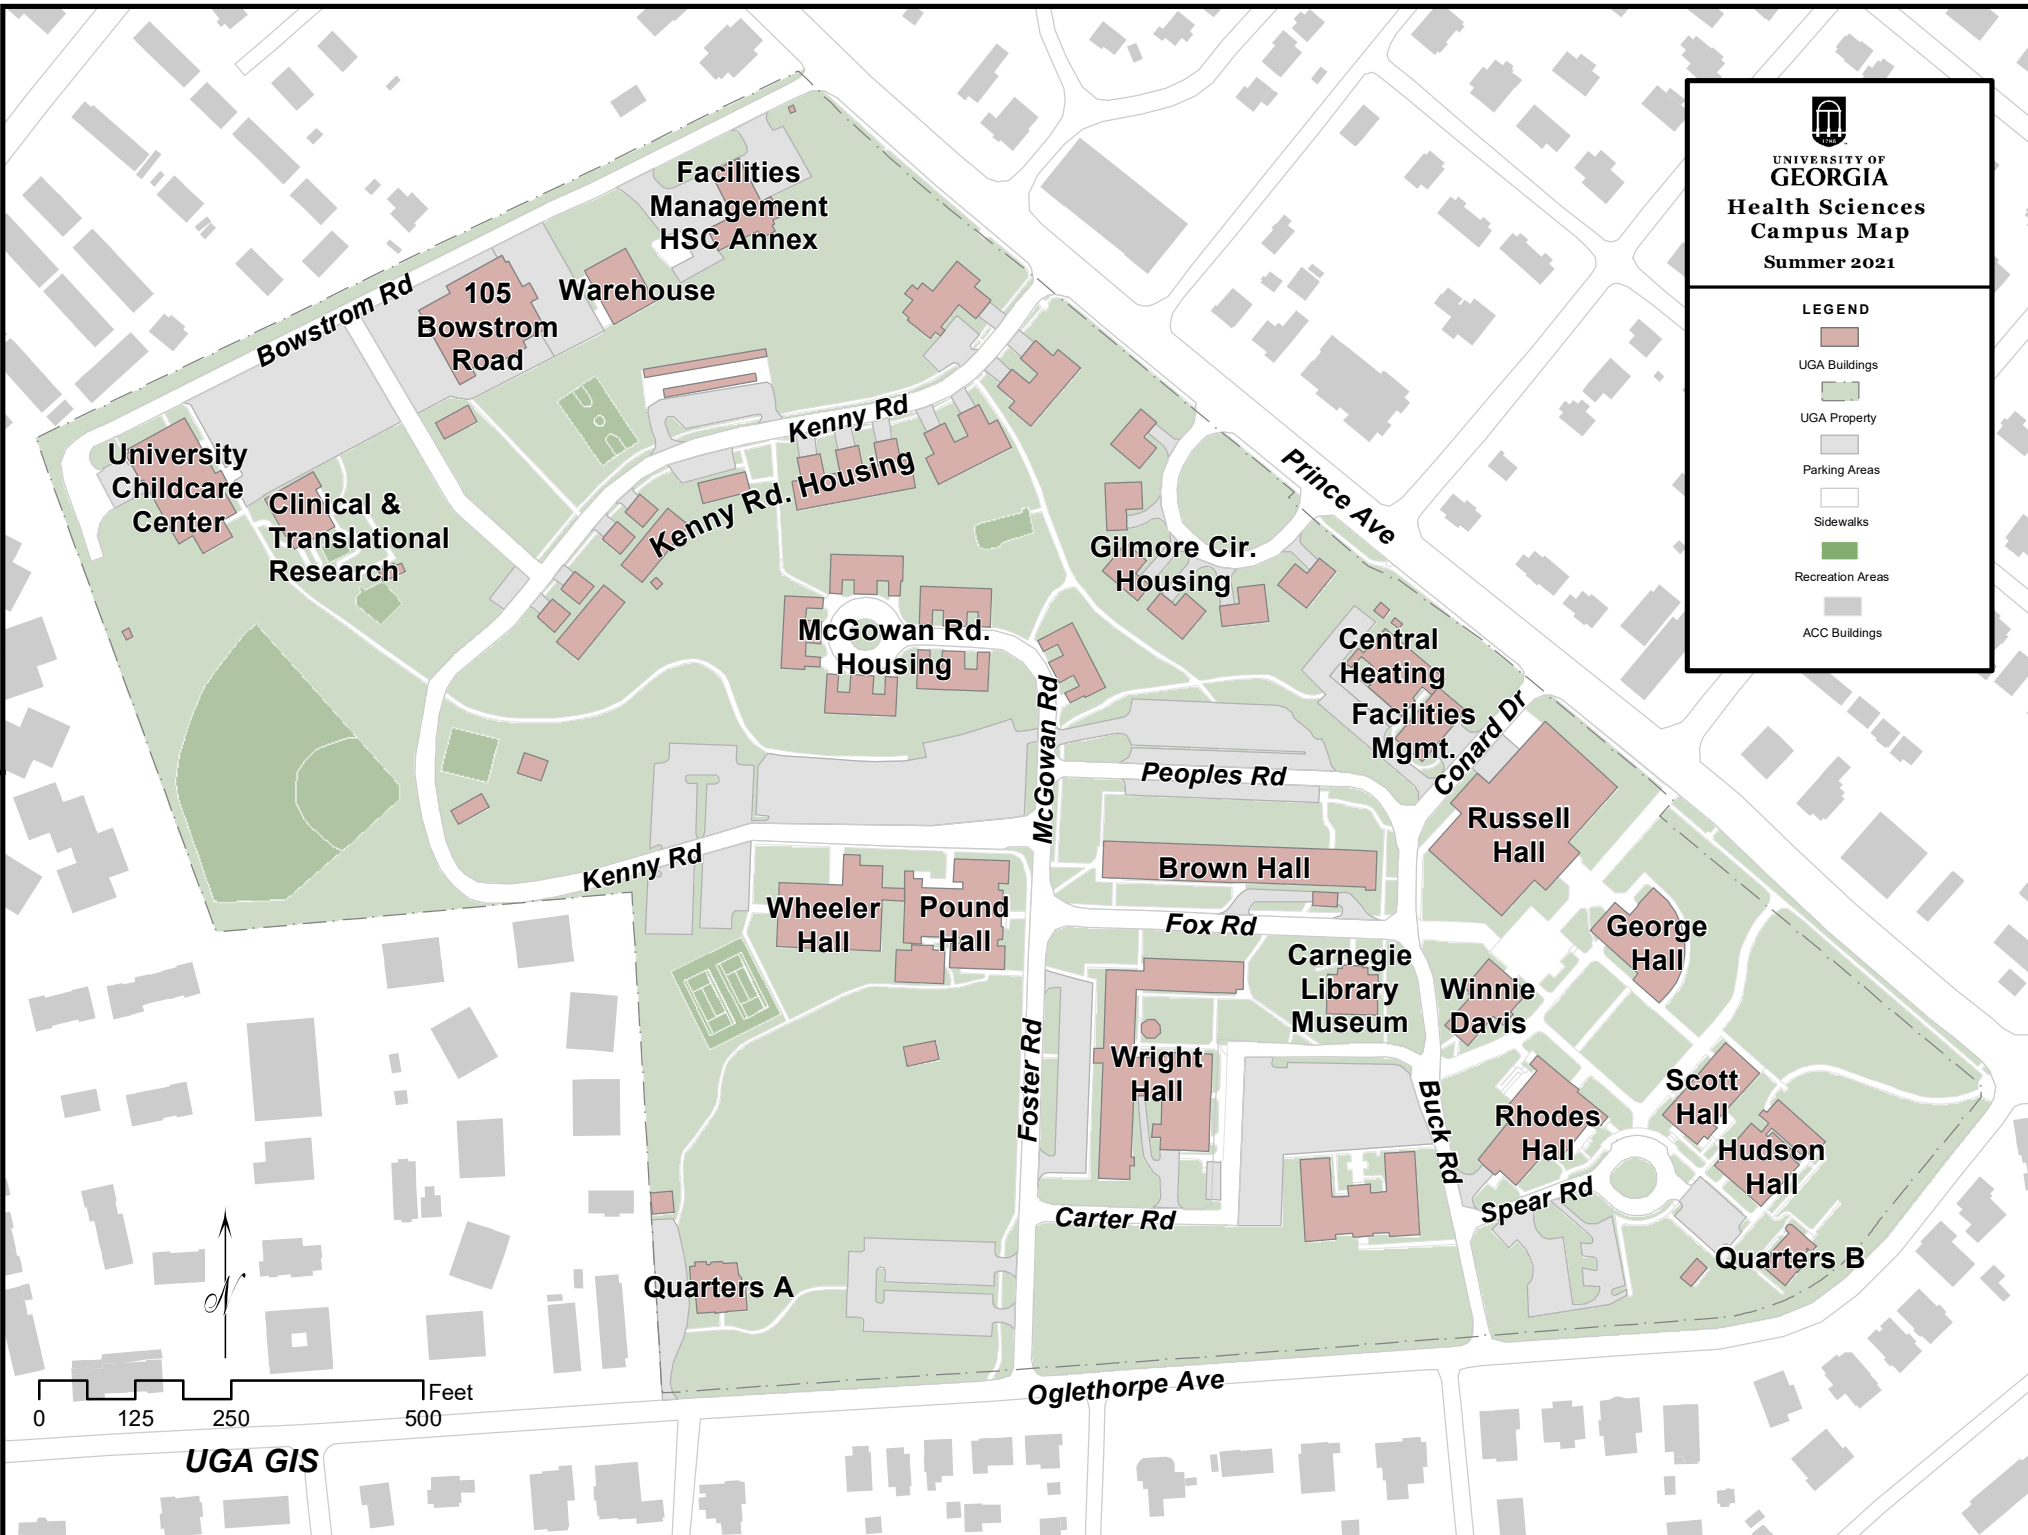 1785
UNIVERSITY OF
GEORGIA
Health Sciences
Campus Map
Summer 2021
LEGEND
UGA Buildings
UGA Property
Parking Areas
Sidewalks
Recreation Areas
ACC Buildings
Facilities
Management
HSC Annex
Warehouse
105
Bowstrom
Road
Bowstrom Rd
University
Childcare
Center
Clinical &
Translational
Research
Kenny Rd
Kenny Rd. Housing
Prince Ave
Gilmore Cir.
Housing
McGowan Rd.
Housing
Central
Heating
Facilities
Mgmt.
Conard Dr
McGowan Rd
Peoples Rd
Russell
Hall
Kenny Rd
Brown Hall
Wheeler
Hall
Pound
Hall
Fox Rd
George
Hall
Carnegie
Library
Museum
Winnie
Davis
Wright
Hall
Foster Rd
Buck Rd
Scott
Hall
Rhodes
Hall
Hudson
Hall
Spear Rd
Carter Rd
Quarters A
Quarters B
Oglethorpe Ave
N
Feet
0 125 250 500
UGA GIS